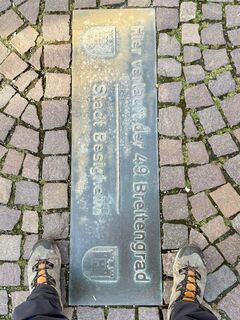 Hier verläuft der 49. Breitengrad
Stadt Besigheim